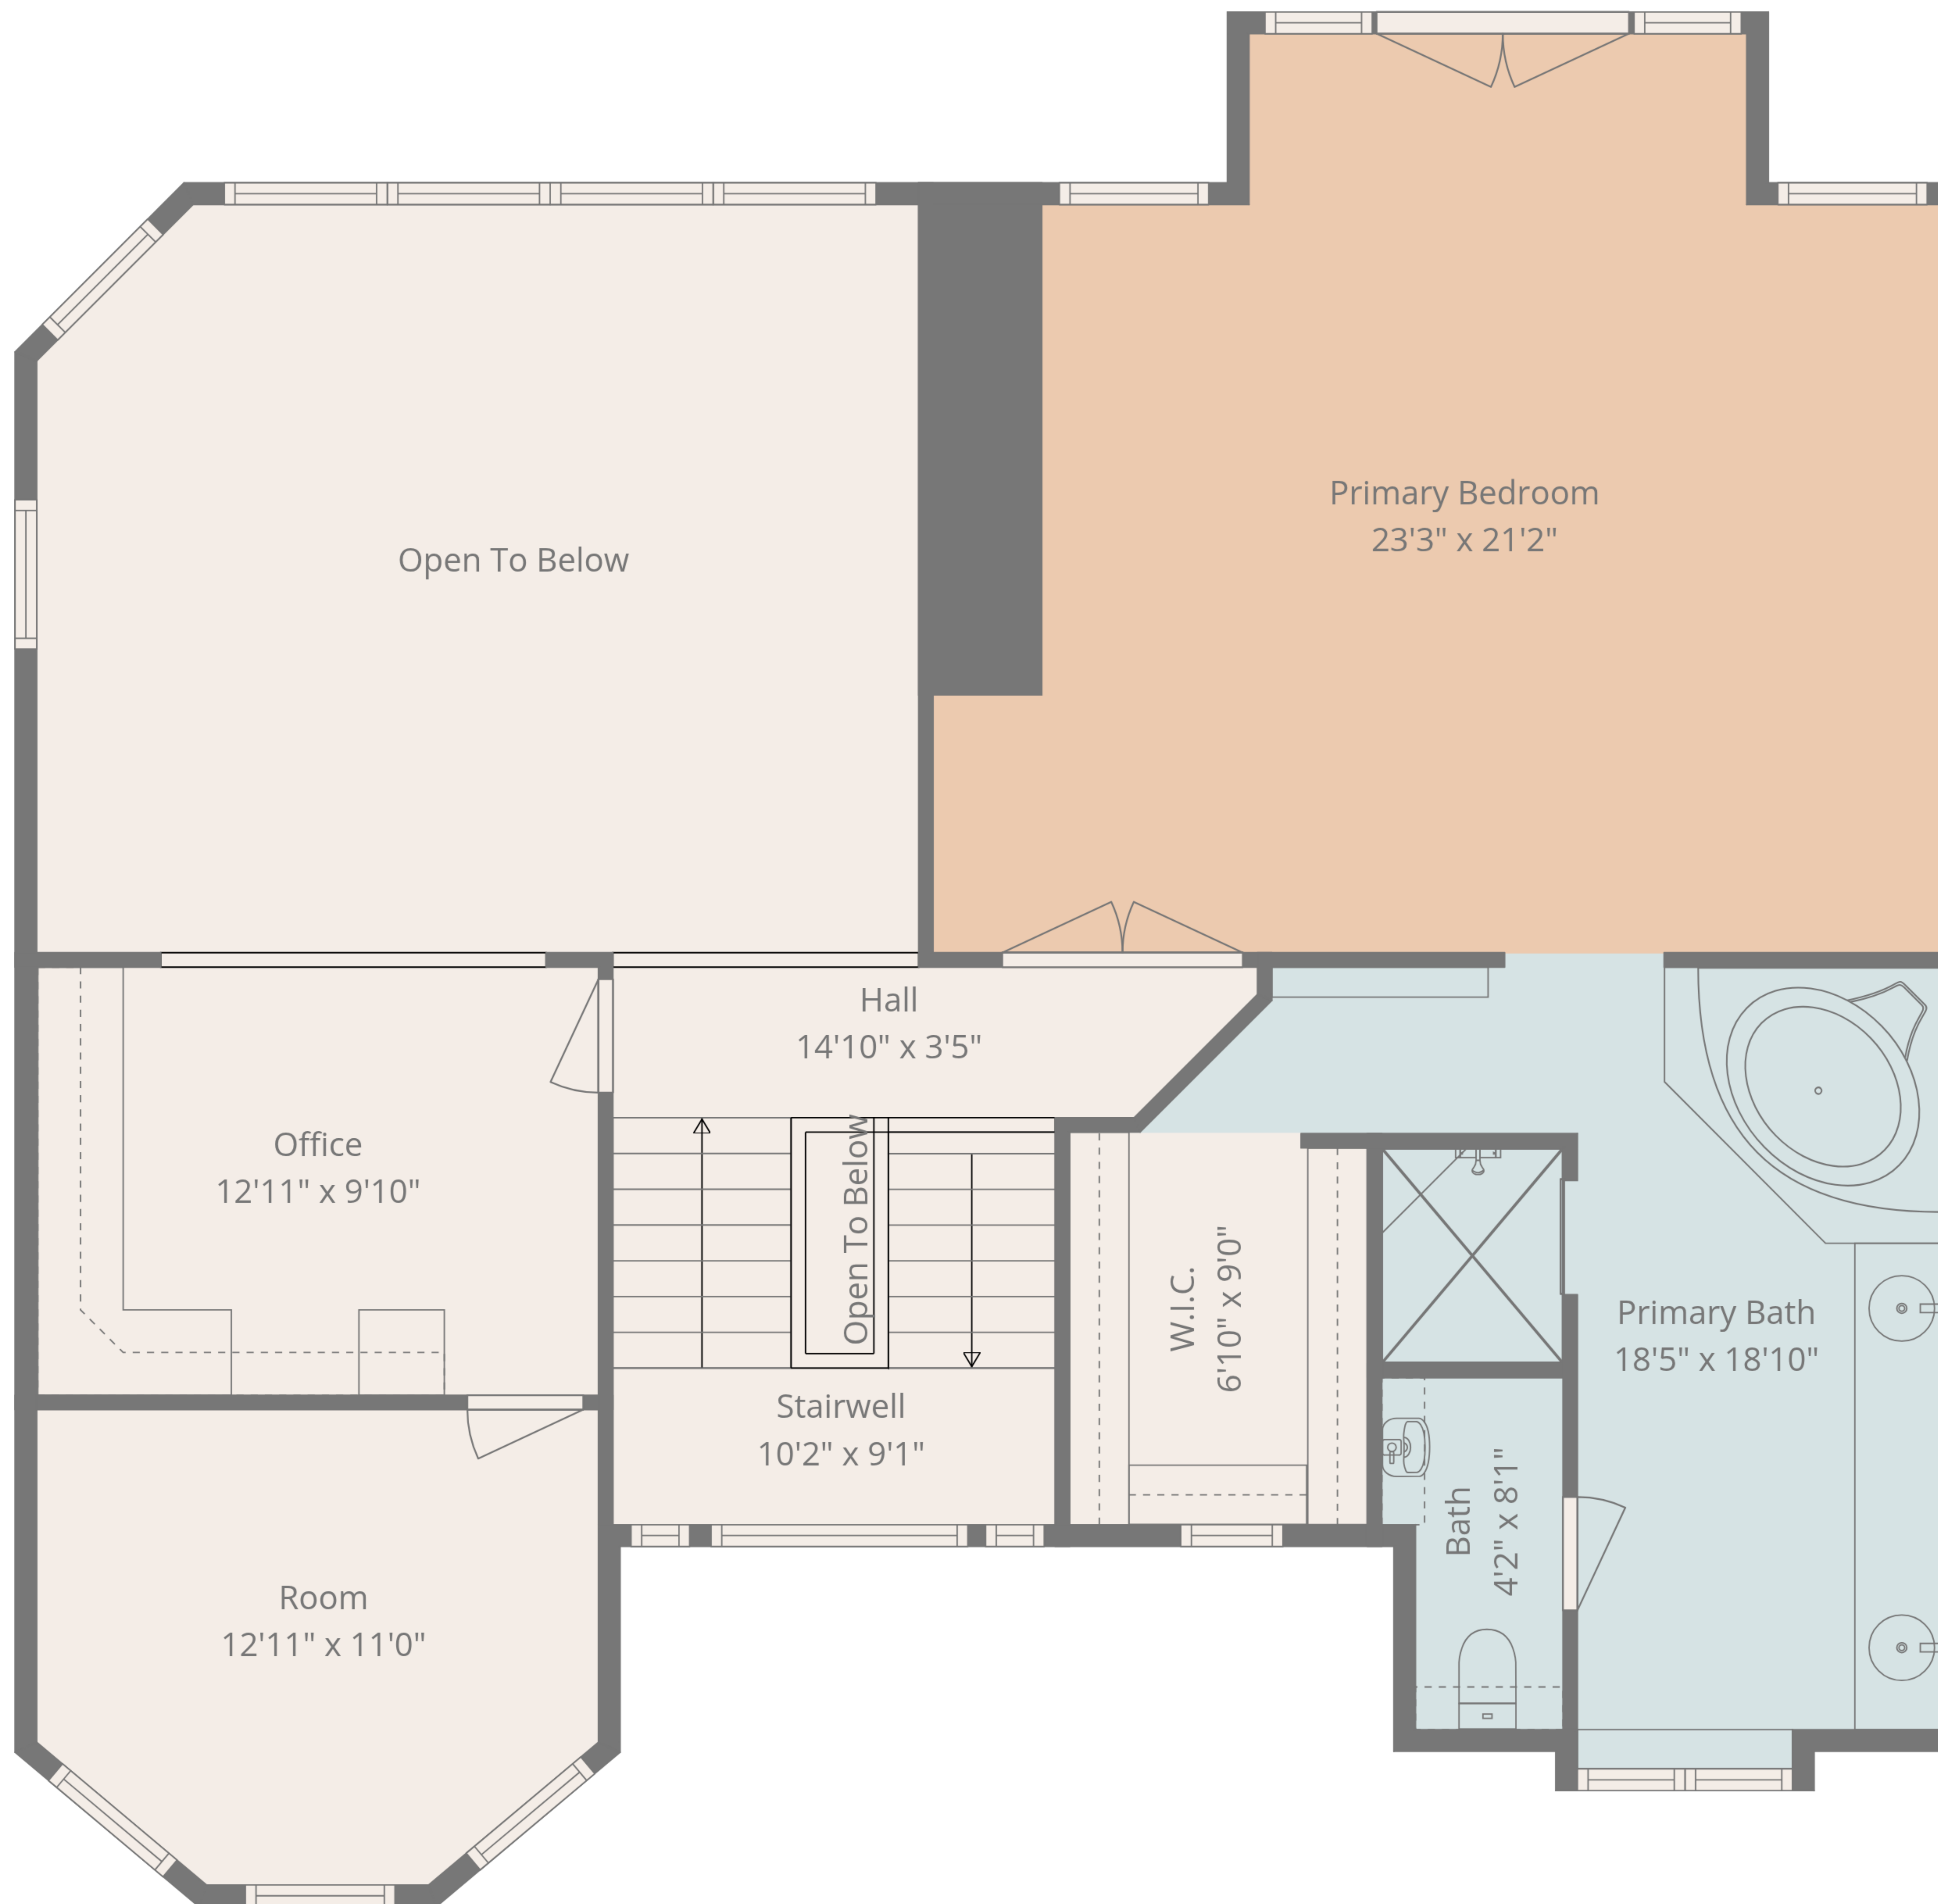 Primary Bedroom
23'3" x 21'2"
Open To Below
Hall
14'10" x 3'5"
Office
12'11" x 9'10"
Open To Below
W.I.C.
6'10" x 9'0"
Primary Bath
18'5" x 18'10"
Stairwell
10'2" x 9'1"
Bath
4'2" x 8'1"
Room
12'11" x 11'0"